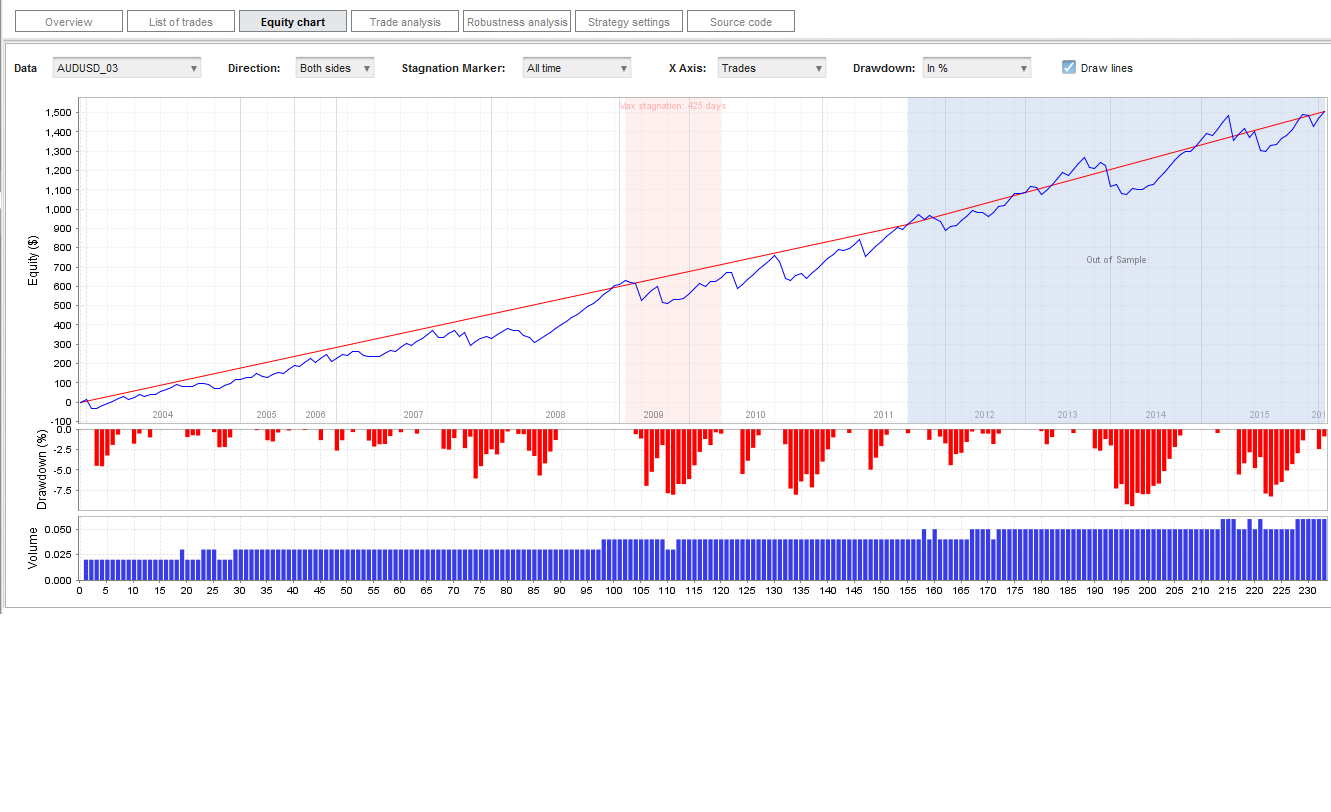 Overview List of trades Equity chart Trade analysis Robustness analysis Strategy settings Source code
Data AUDUSD_03 Direction: Both sides Stagnation Marker: All time X Axis: Trades Drawdown: In % Draw lines
Max stagnation: 425 days
Equity ($)
1,500
1,400
1,300
1,200
1,100
1,000
900
800
700
600
500
400
300
200
100
0
-100
Out of Sample
2004 2005 2006 2007 2008 2009 2010 2011 2012 2013 2014 2015 201
Drawdown (%)
0.0
-2.5
-5.0
-7.5
Volume
0.050
0.025
0.000
0 5 10 15 20 25 30 35 40 45 50 55 60 65 70 75 80 85 90 95 100 105 110 115 120 125 130 135 140 145 150 155 160 165 170 175 180 185 190 195 200 205 210 215 220 225 230